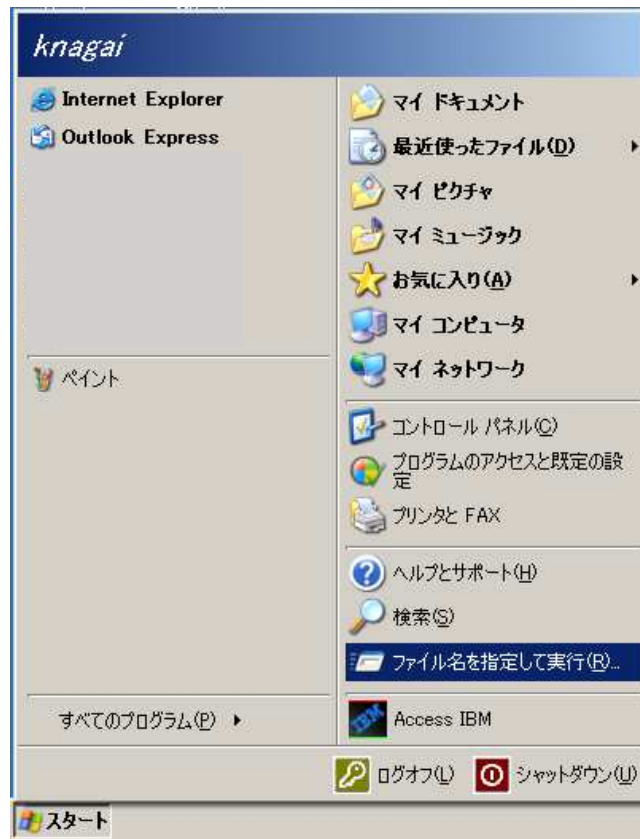 knagai
Internet Explorer
Outlook Express
ペイント
すべてのプログラム(P)
マイ ドキュメント
最近使ったファイル(D)
マイ ピクチャ
マイ ミュージック
お気に入り(A)
マイ コンピュータ
マイ ネットワーク
コントロール パネル(C)
プログラムのアクセスと既定の設
定
プリンタと FAX
ヘルプとサポート(H)
検索(S)
ファイル名を指定して実行(R)...
IBM
Access IBM
ログオフ(L)
シャットダウン(U)
スタート